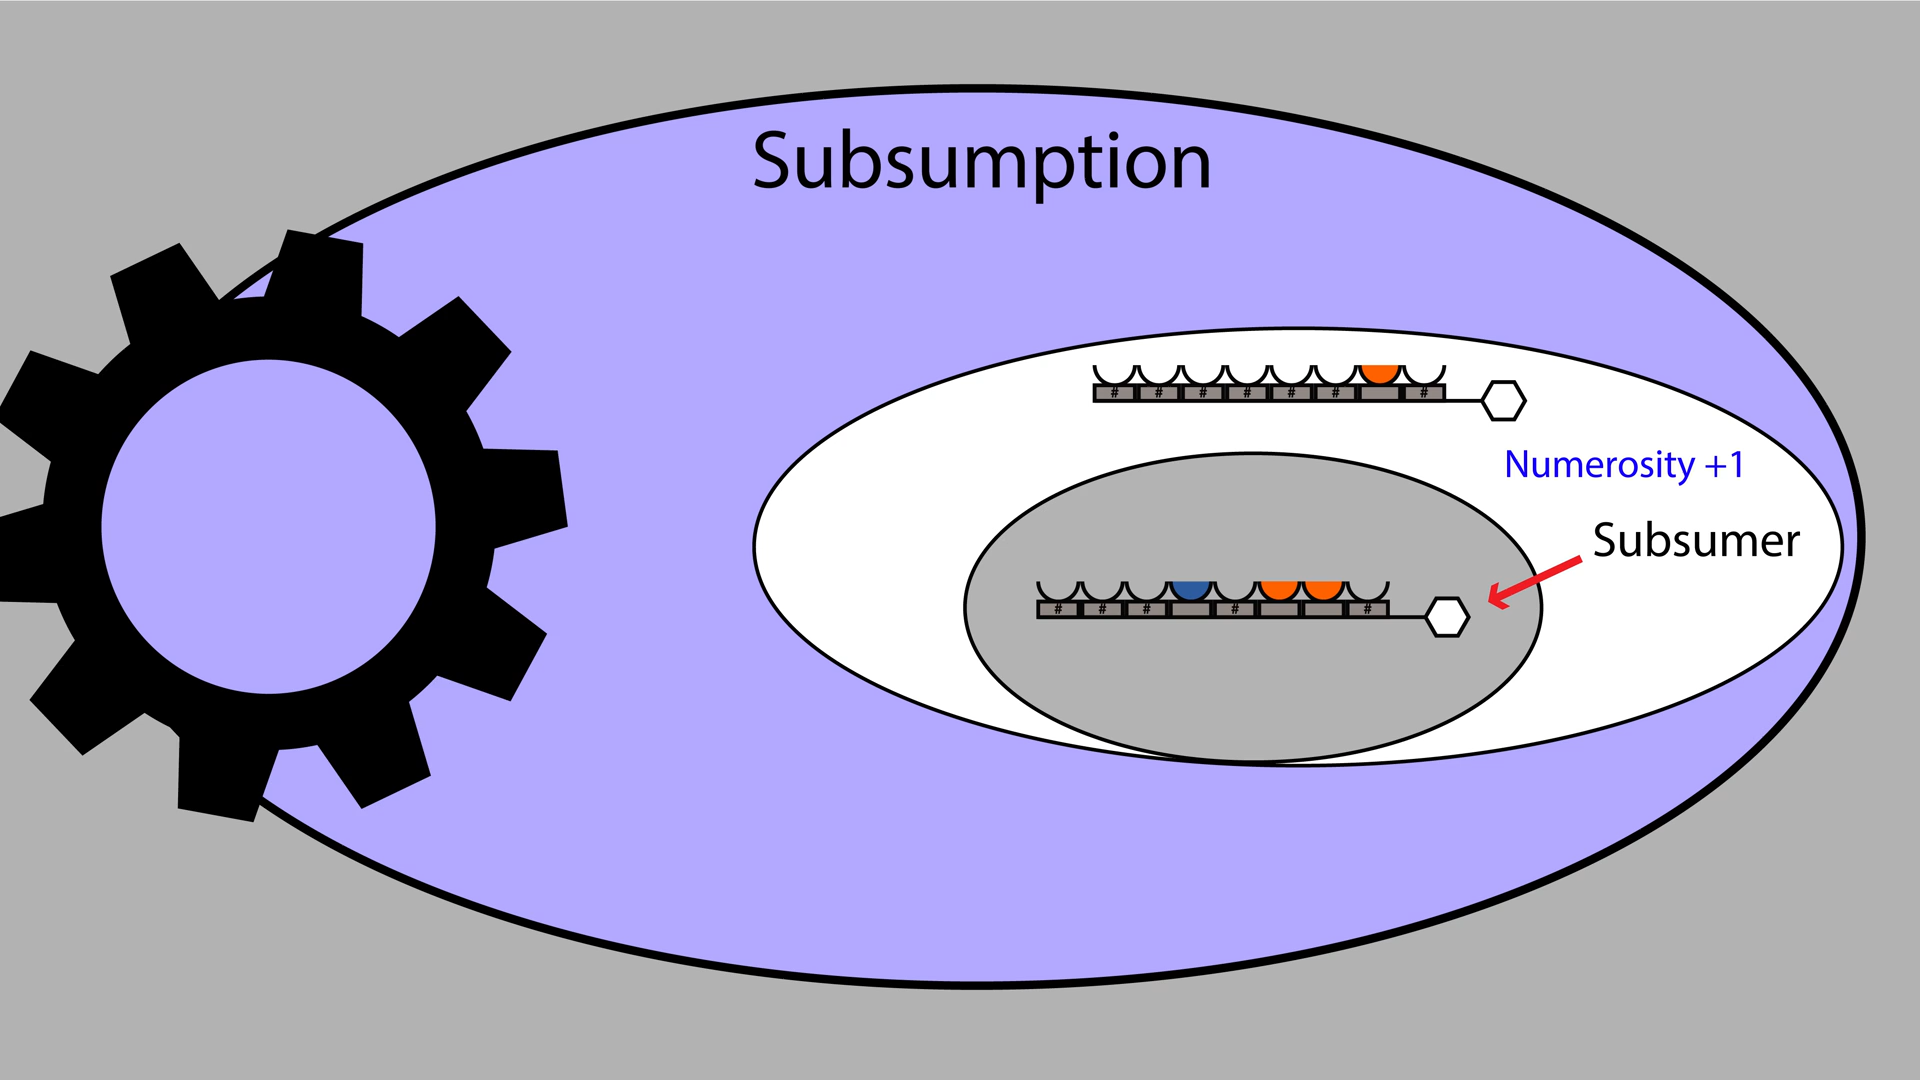 Subsumption
# # # # # # #
Numerosity +1
Subsumer
# # # # #